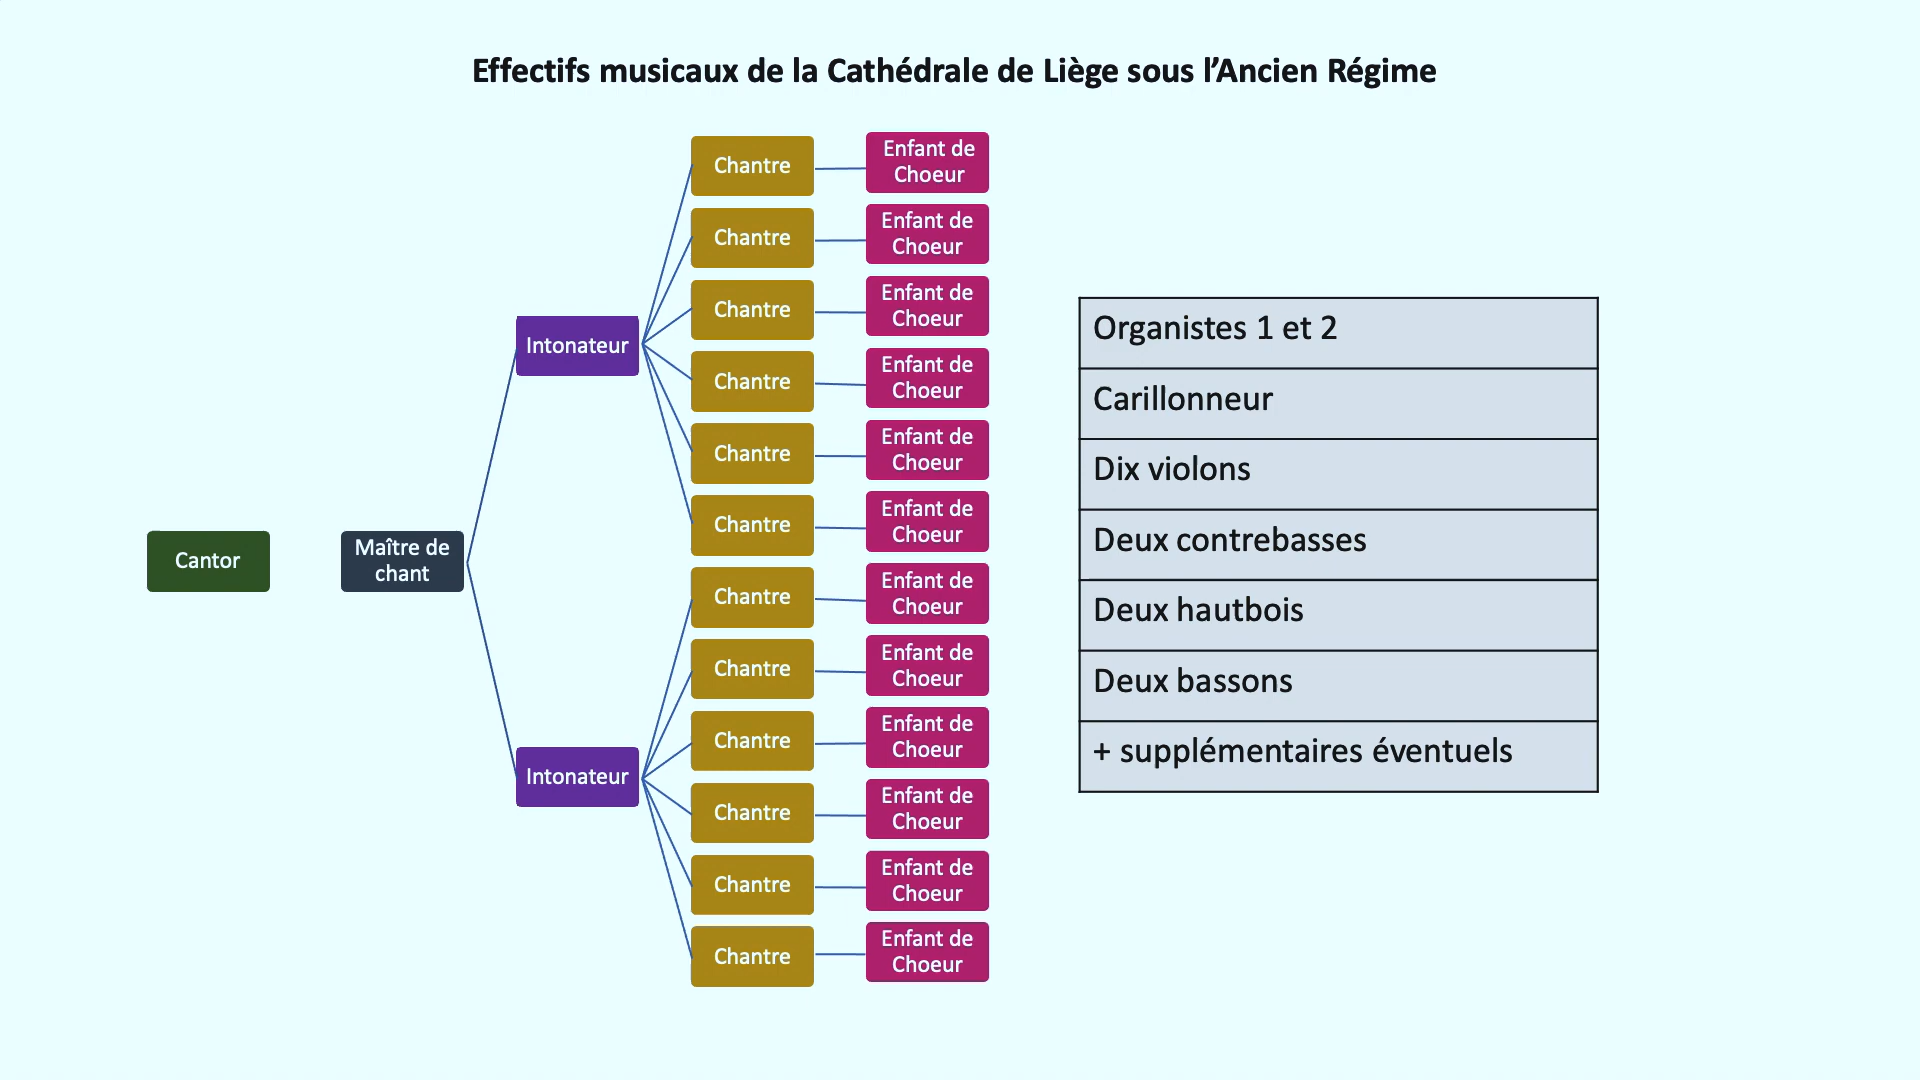 Effectifs musicaux de la Cathédrale de Liège sous l’Ancien Régime
Cantor
Maître de
chant
Intonateur
Intonateur
Chantre
Enfant de
Choeur
Chantre
Enfant de
Choeur
Chantre
Enfant de
Choeur
Chantre
Enfant de
Choeur
Chantre
Enfant de
Choeur
Chantre
Enfant de
Choeur
Chantre
Enfant de
Choeur
Chantre
Enfant de
Choeur
Chantre
Enfant de
Choeur
Chantre
Enfant de
Choeur
Chantre
Enfant de
Choeur
Chantre
Enfant de
Choeur
Organistes 1 et 2
Carillonneur
Dix violons
Deux contrebasses
Deux hautbois
Deux bassons
+ supplémentaires éventuels